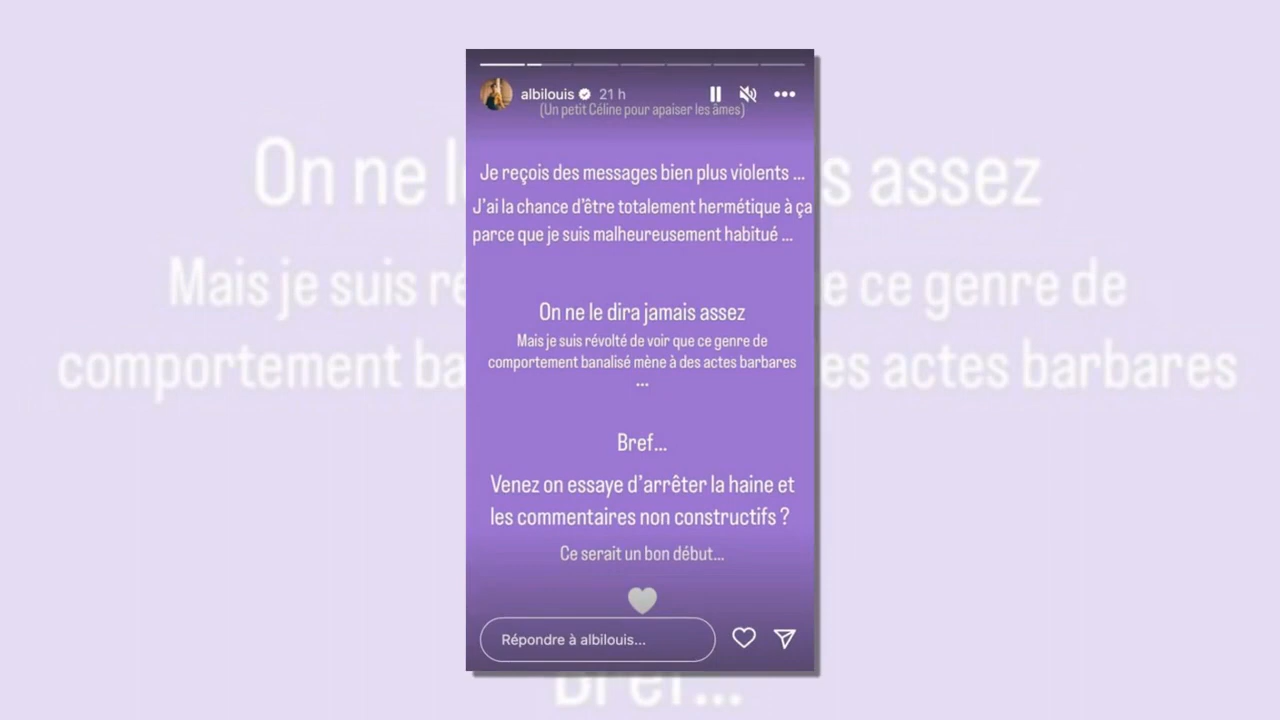 albilouis 21 h
(Un petit Céline pour apaiser les âmes)
Je reçois des messages bien plus violents ...
J'ai la chance d'être totalement hermétique à ça
parce que je suis malheureusement habitué ...
On ne le dira jamais assez
Mais je suis révolté de voir que ce genre de
comportement banalisé mène à des actes barbares
...
Bref...
Venez on essaye d'arrêter la haine et
les commentaires non constructifs ?
Ce serait un bon début...
Répondre à albilouis...
On ne l
s assez
Mais je suis ré
e ce genre de
comportement ba
es actes barbares
Bref...